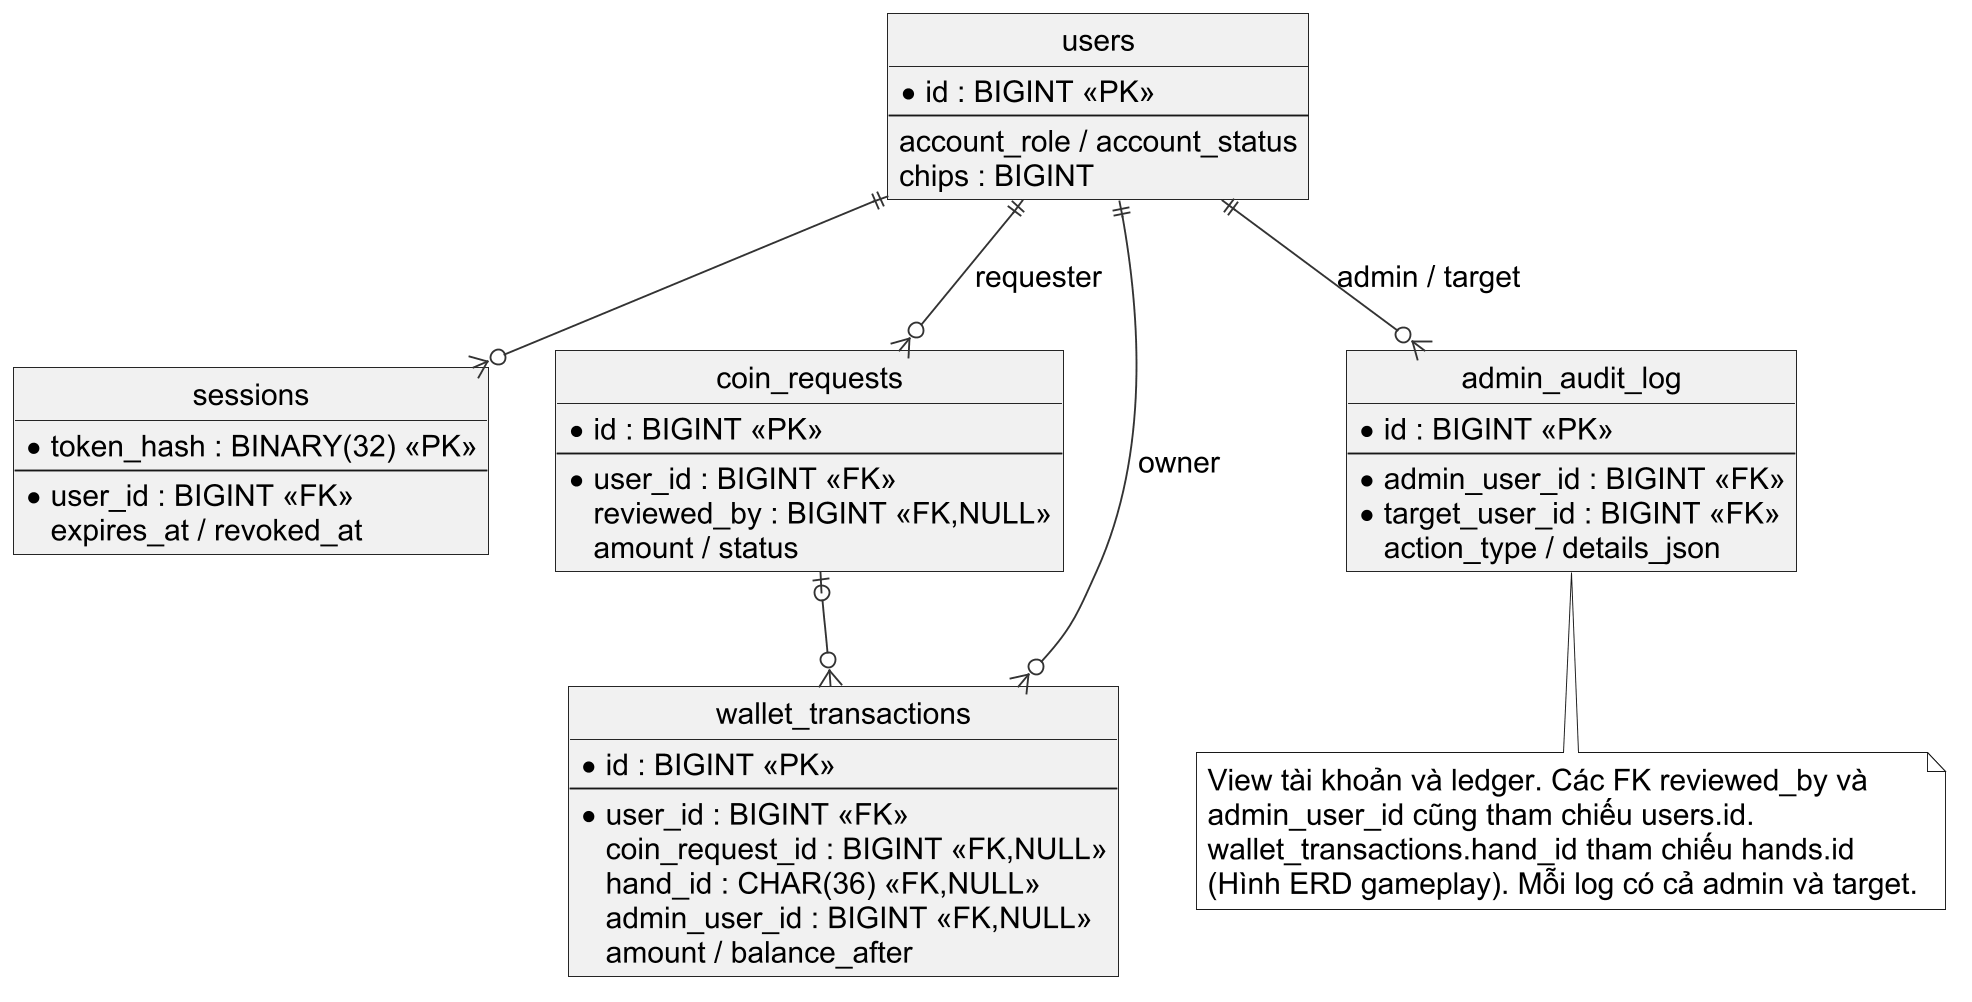 users
● id : BIGINT «PK»
account_role / account_status
chips : BIGINT
requester
admin / target
owner
sessions
● token_hash : BINARY(32) «PK»
● user_id : BIGINT «FK»
expires_at / revoked_at
coin_requests
● id : BIGINT «PK»
● user_id : BIGINT «FK»
reviewed_by : BIGINT «FK,NULL»
amount / status
admin_audit_log
● id : BIGINT «PK»
● admin_user_id : BIGINT «FK»
● target_user_id : BIGINT «FK»
action_type / details_json
wallet_transactions
● id : BIGINT «PK»
● user_id : BIGINT «FK»
coin_request_id : BIGINT «FK,NULL»
hand_id : CHAR(36) «FK,NULL»
admin_user_id : BIGINT «FK,NULL»
amount / balance_after
View tài khoản và ledger. Các FK reviewed_by và
admin_user_id cũng tham chiếu users.id.
wallet_transactions.hand_id tham chiếu hands.id
(Hình ERD gameplay). Mỗi log có cả admin và target.